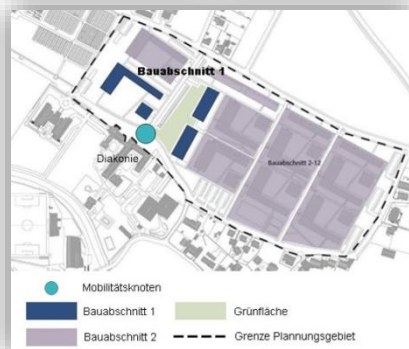 Bauabschnitt 1
Diakonie
Bauabschnitt 2-12
Mobilitätsknoten
Bauabschnitt 1
Grünfläche
Bauabschnitt 2
Grenze Plannungsgebiet